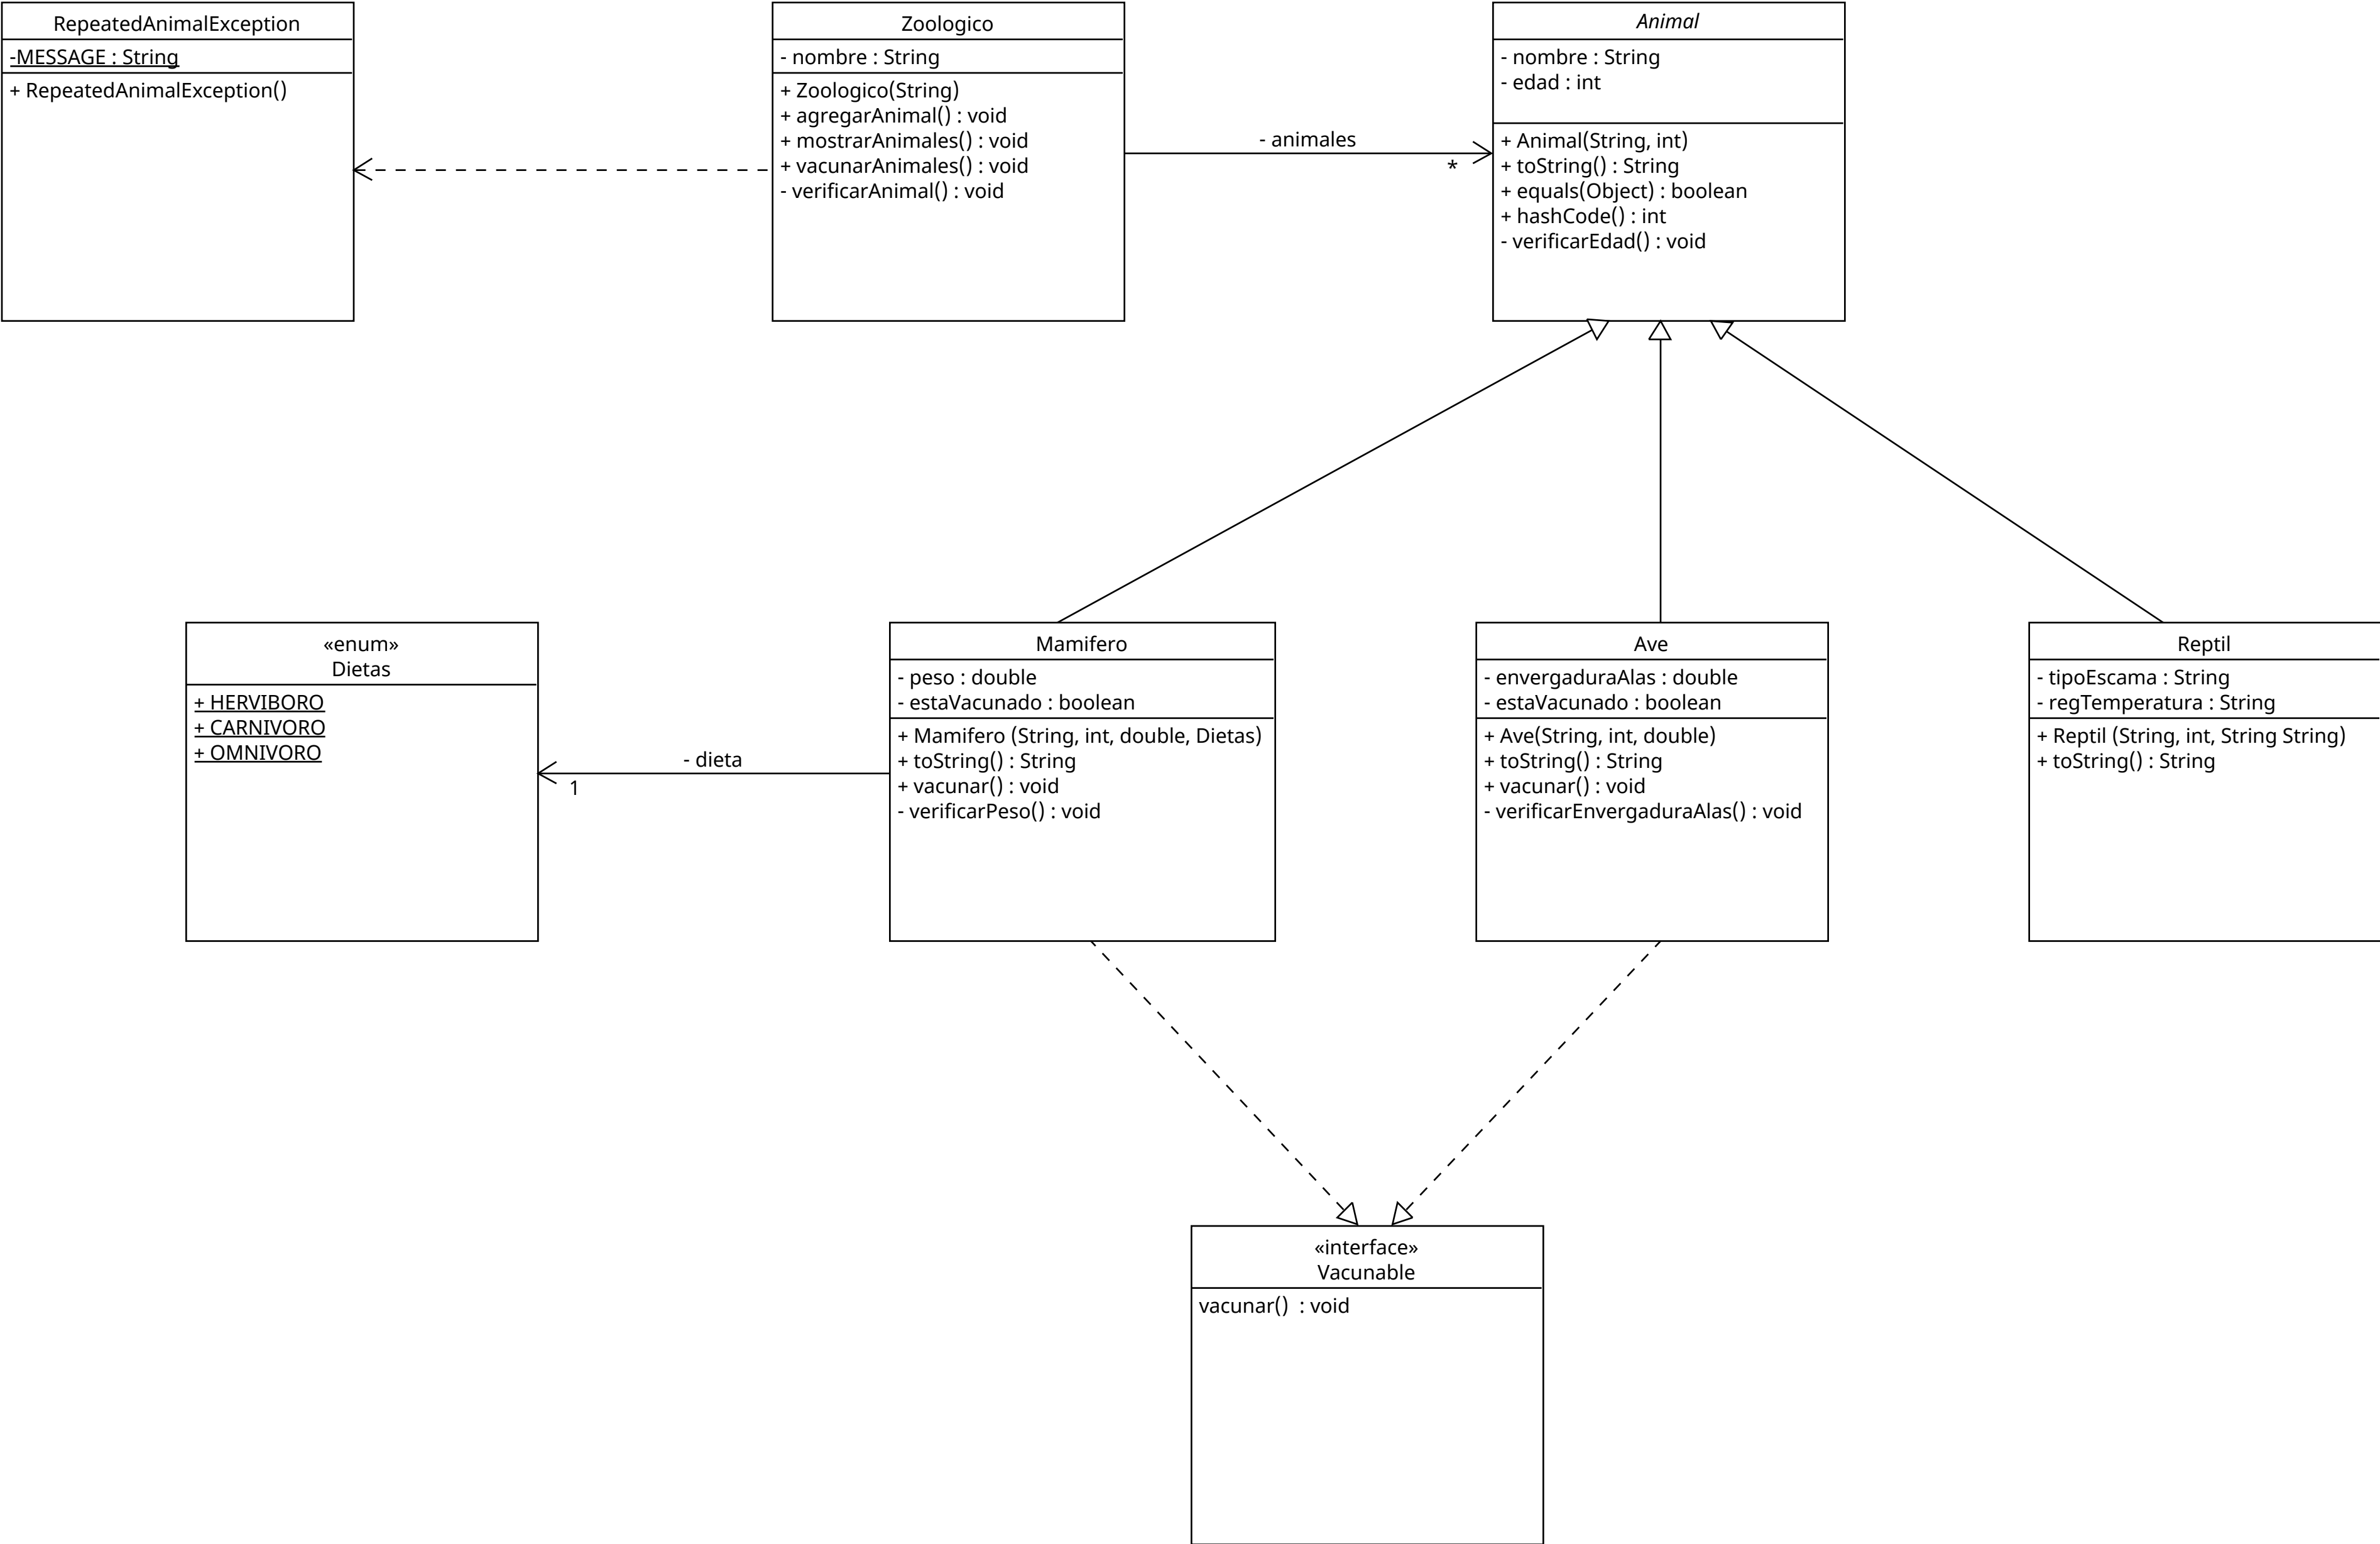 RepeatedAnimalException
-MESSAGE : String
+ RepeatedAnimalException()
Zoologico
- nombre : String
+ Zoologico(String)
+ agregarAnimal() : void
+ mostrarAnimales() : void
+ vacunarAnimales() : void
- verificarAnimal() : void
- animales
*
Animal
- nombre : String
- edad : int
+ Animal(String, int)
+ toString() : String
+ equals(Object) : boolean
+ hashCode() : int
- verificarEdad() : void
«enum»
Dietas
+ HERVIBORO
+ CARNIVORO
+ OMNIVORO
- dieta
1
Mamifero
- peso : double
- estaVacunado : boolean
+ Mamifero (String, int, double, Dietas)
+ toString() : String
+ vacunar() : void
- verificarPeso() : void
Ave
- envergaduraAlas : double
- estaVacunado : boolean
+ Ave(String, int, double)
+ toString() : String
+ vacunar() : void
- verificarEnvergaduraAlas() : void
Reptil
- tipoEscama : String
- regTemperatura : String
+ Reptil (String, int, String String)
+ toString() : String
«interface»
Vacunable
vacunar()  : void